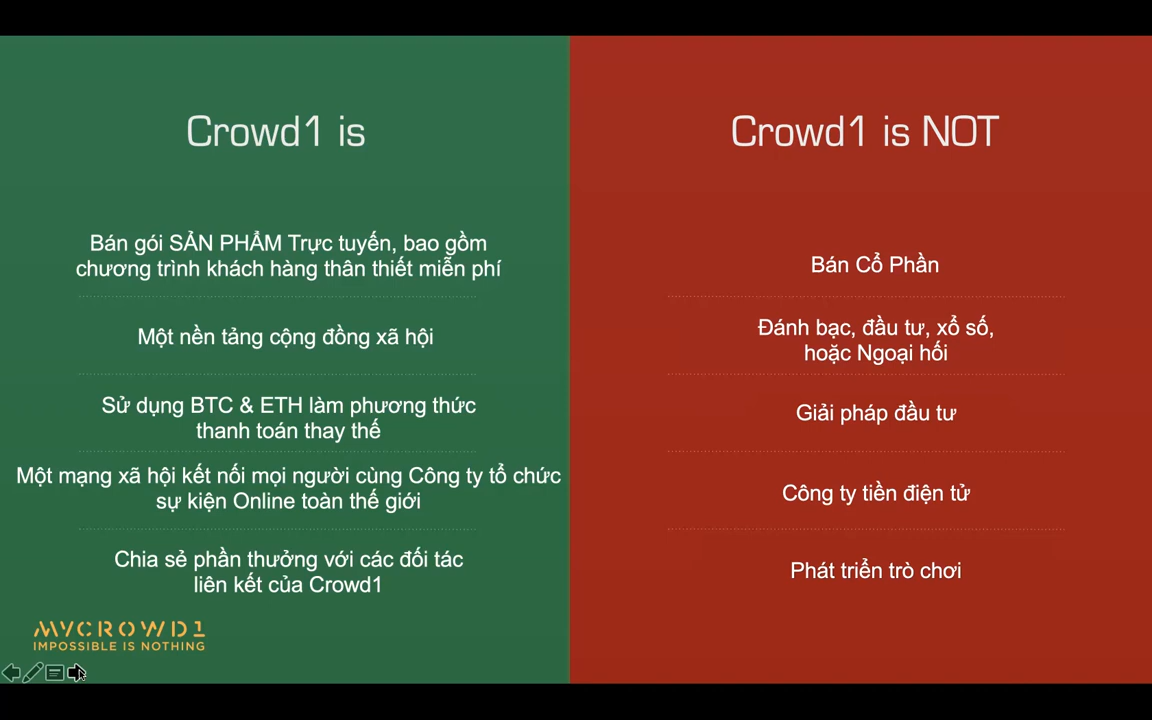 Crowd1 is
Bán gói SẢN PHẨM Trực tuyến, bao gồm
chương trình khách hàng thân thiết miễn phí
Một nền tảng cộng đồng xã hội
Sử dụng BTC & ETH làm phương thức
thanh toán thay thế
Một mạng xã hội kết nối mọi người cùng Công ty tổ chức
sự kiện Online toàn thế giới
Chia sẻ phần thưởng với các đối tác
liên kết của Crowd1
MYCROWD1
IMPOSSIBLE IS NOTHING
Crowd1 is NOT
Bán Cổ Phần
Đánh bạc, đầu tư, xổ số,
hoặc Ngoại hối
Giải pháp đầu tư
Công ty tiền điện tử
Phát triển trò chơi